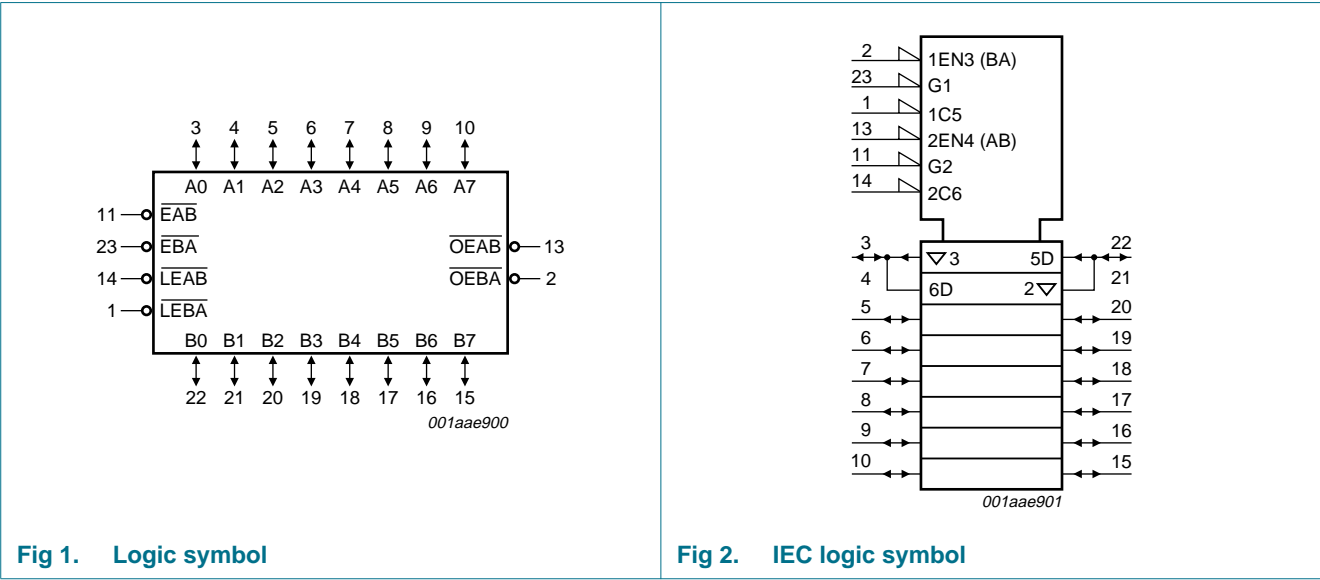 3 4 5 6 7 8 9 10
A0 A1 A2 A3 A4 A5 A6 A7
11 EAB
23 EBA OEAB 13
14 LEAB OEBA 2
1 LEBA
B0 B1 B2 B3 B4 B5 B6 B7
22 21 20 19 18 17 16 15
001aae900
Fig 1. Logic symbol
2 1EN3 (BA)
23 G1
1 1C5
13 2EN4 (AB)
11 G2
14 2C6
3 ▽3 5D 22
4 6D 2▽ 21
5 20
6 19
7 18
8 17
9 16
10 15
001aae901
Fig 2. IEC logic symbol